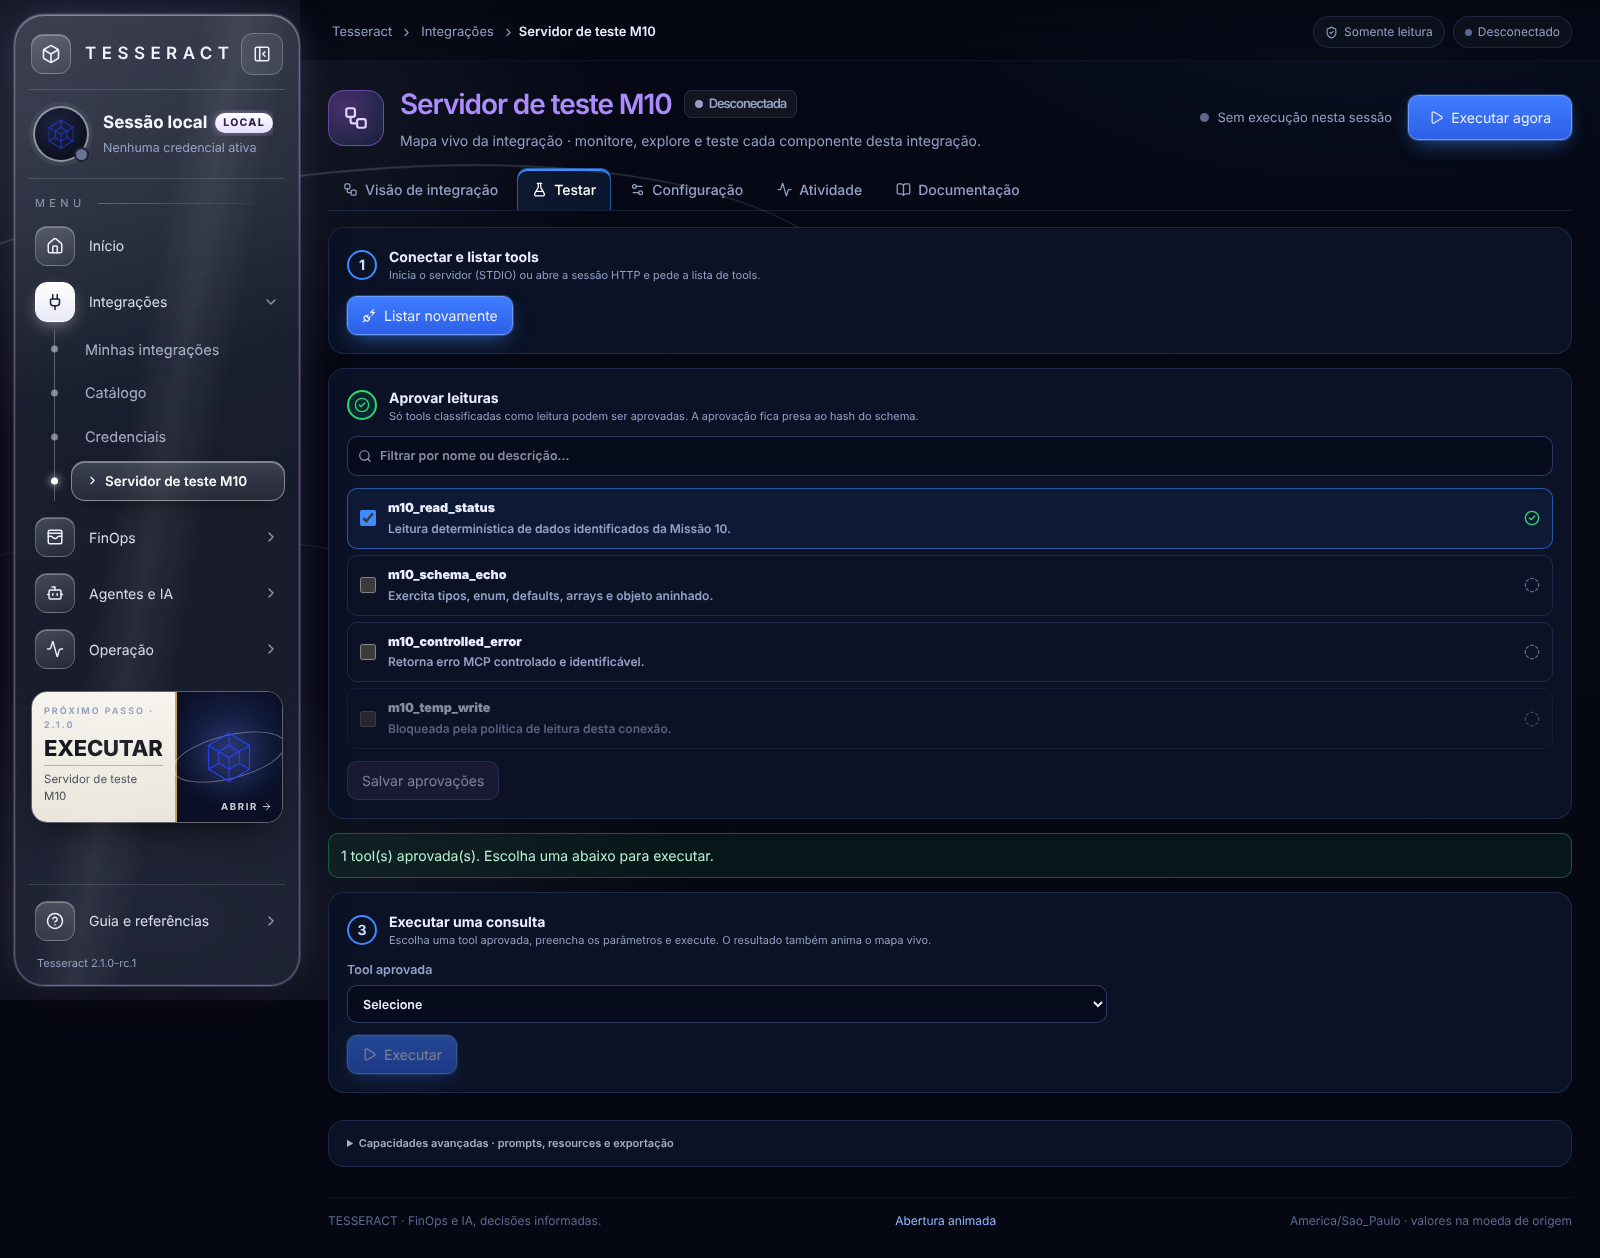 TESSERACT
Sessão local LOCAL
Nenhuma credencial ativa
MENU
Início
Integrações
Minhas integrações
Catálogo
Credenciais
Servidor de teste M10
FinOps
Agentes e IA
Operação
PRÓXIMO PASSO ·
2.1.0
EXECUTAR
Servidor de teste
M10
ABRIR →
Guia e referências
Tesseract 2.1.0-rc.1
Tesseract > Integrações > Servidor de teste M10
Somente leitura
Desconectado
Servidor de teste M10
Desconectada
Mapa vivo da integração · monitore, explore e teste cada componente desta integração.
Sem execução nesta sessão
Executar agora
Visão de integração
Testar
Configuração
Atividade
Documentação
1
Conectar e listar tools
Inicia o servidor (STDIO) ou abre a sessão HTTP e pede a lista de tools.
Listar novamente
Aprovar leituras
Só tools classificadas como leitura podem ser aprovadas. A aprovação fica presa ao hash do schema.
Filtrar por nome ou descrição...
m10_read_status
Leitura determinística de dados identificados da Missão 10.
m10_schema_echo
Exercita tipos, enum, defaults, arrays e objeto aninhado.
m10_controlled_error
Retorna erro MCP controlado e identificável.
m10_temp_write
Bloqueada pela política de leitura desta conexão.
Salvar aprovações
1 tool(s) aprovada(s). Escolha uma abaixo para executar.
3
Executar uma consulta
Escolha uma tool aprovada, preencha os parâmetros e execute. O resultado também anima o mapa vivo.
Tool aprovada
Selecione
Executar
Capacidades avançadas · prompts, resources e exportação
TESSERACT · FinOps e IA, decisões informadas.
Abertura animada
America/Sao_Paulo · valores na moeda de origem